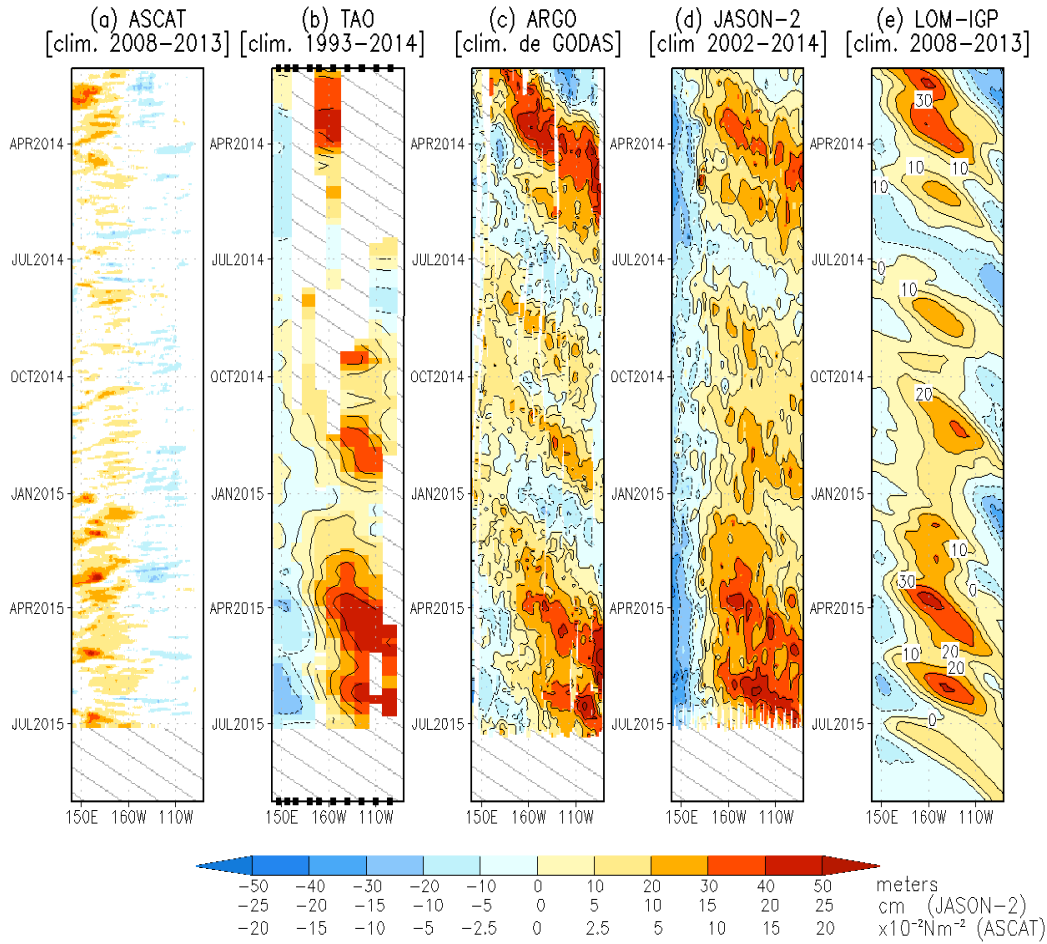 (a) ASCAT
[clim. 2008-2013]
(b) TAO
[clim. 1993-2014]
(c) ARGO
[clim. de GODAS]
(d) JASON-2
[clim 2002-2014]
(e) LOM-IGP
[clim. 2008-2013]
APR2014
JUL2014
OCT2014
JAN2015
APR2015
JUL2015
150E 160W 110W
APR2014
JUL2014
OCT2014
JAN2015
APR2015
JUL2015
150E 160W 110W
APR2014
JUL2014
OCT2014
JAN2015
APR2015
JUL2015
150E 160W 110W
APR2014
JUL2014
OCT2014
JAN2015
APR2015
JUL2015
150E 160W 110W
APR2014
JUL2014
OCT2014
JAN2015
APR2015
JUL2015
30
10
10
10
0
10
20
10
0
30
10
20
20
0
150E 160W 110W
-50 -40 -30 -20 -10 0 10 20 30 40 50 meters
-25 -20 -15 -10 -5 0 5 10 15 20 25 cm (JASON-2)
-20 -15 -10 -5 -2.5 0 2.5 5 10 15 20 x10⁻²Nm⁻² (ASCAT)